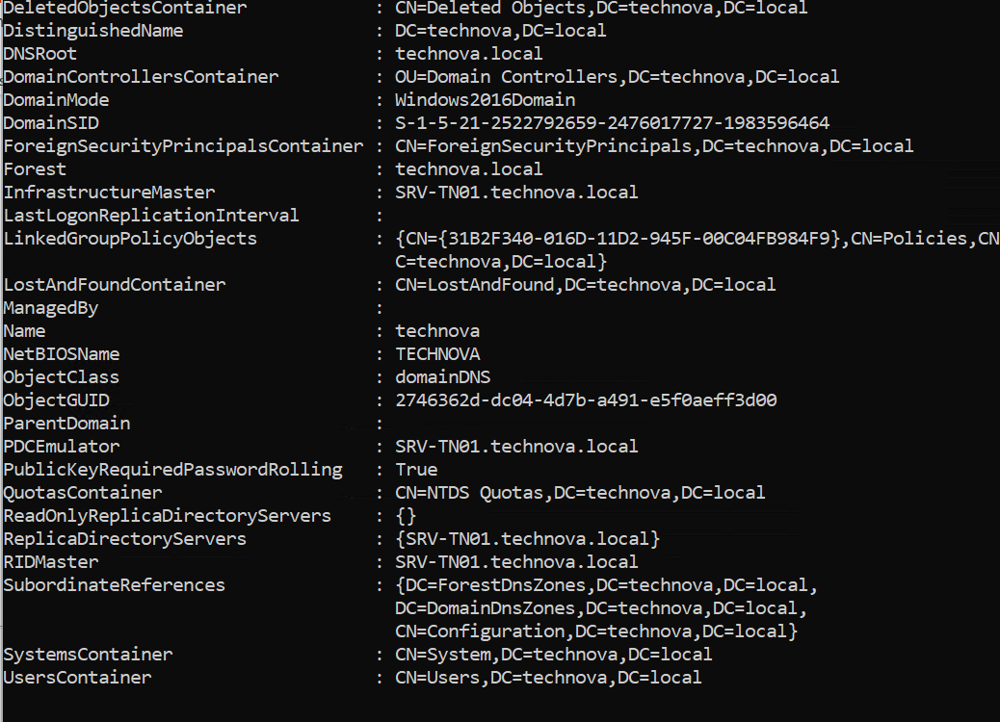 DeletedObjectsContainer : CN=Deleted Objects,DC=technova,DC=local
DistinguishedName : DC=technova,DC=local
DNSRoot : technova.local
DomainControllersContainer : OU=Domain Controllers,DC=technova,DC=local
DomainMode : Windows2016Domain
DomainSID : S-1-5-21-2522792659-2476017727-1983596464
ForeignSecurityPrincipalsContainer : CN=ForeignSecurityPrincipals,DC=technova,DC=local
Forest : technova.local
InfrastructureMaster : SRV-TN01.technova.local
LastLogonReplicationInterval :
LinkedGroupPolicyObjects : {CN={31B2F340-016D-11D2-945F-00C04FB984F9},CN=Policies,CN
C=technova,DC=local}
LostAndFoundContainer : CN=LostAndFound,DC=technova,DC=local
ManagedBy :
Name : technova
NetBIOSName : TECHNOVA
ObjectClass : domainDNS
ObjectGUID : 2746362d-dc04-4d7b-a491-e5f0aeff3d00
ParentDomain :
PDCEmulator : SRV-TN01.technova.local
PublicKeyRequiredPasswordRolling : True
QuotasContainer : CN=NTDS Quotas,DC=technova,DC=local
ReadOnlyReplicaDirectoryServers : {}
ReplicaDirectoryServers : {SRV-TN01.technova.local}
RIDMaster : SRV-TN01.technova.local
SubordinateReferences : {DC=ForestDnsZones,DC=technova,DC=local,
DC=DomainDnsZones,DC=technova,DC=local,
CN=Configuration,DC=technova,DC=local}
SystemsContainer : CN=System,DC=technova,DC=local
UsersContainer : CN=Users,DC=technova,DC=local